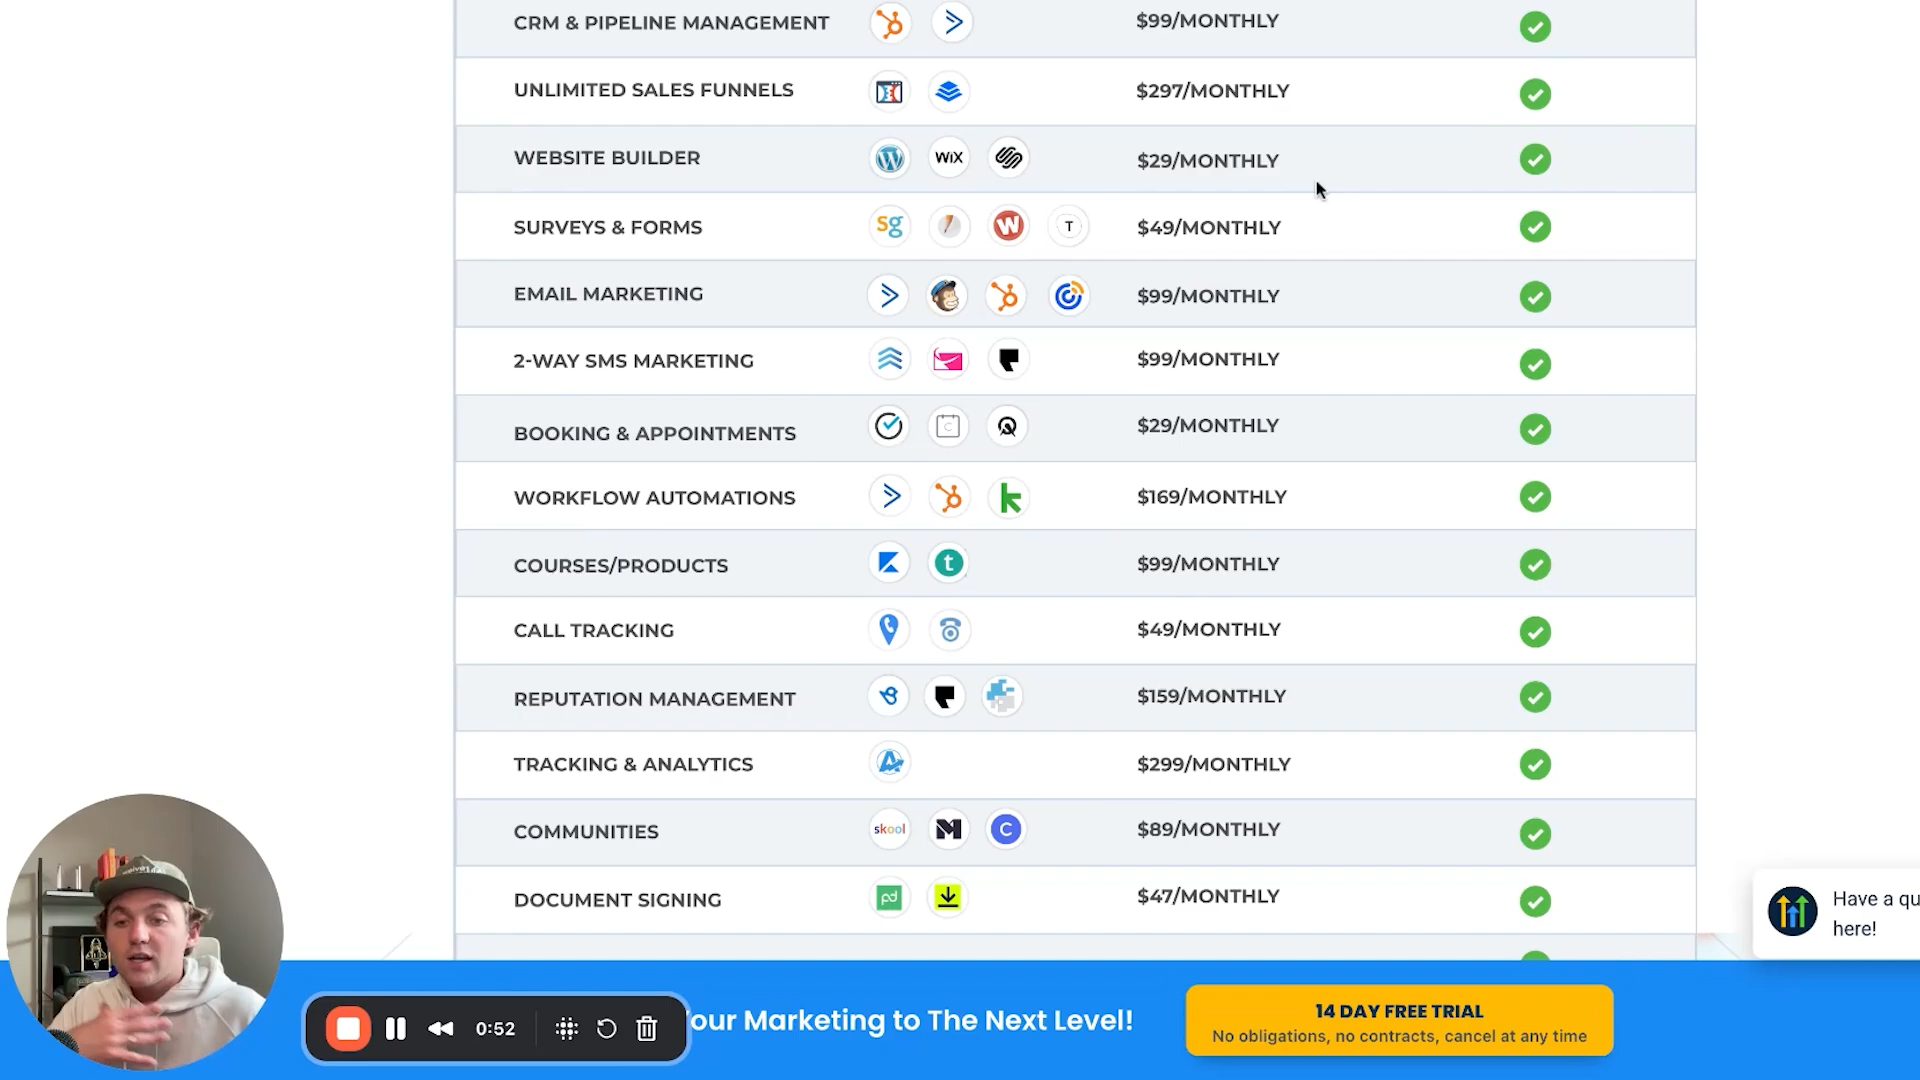 CRM & PIPELINE MANAGEMENT $99/MONTHLY
UNLIMITED SALES FUNNELS $297/MONTHLY
WEBSITE BUILDER WiX $29/MONTHLY
SURVEYS & FORMS sg W T $49/MONTHLY
EMAIL MARKETING $99/MONTHLY
2-WAY SMS MARKETING $99/MONTHLY
BOOKING & APPOINTMENTS C $29/MONTHLY
WORKFLOW AUTOMATIONS k $169/MONTHLY
COURSES/PRODUCTS t $99/MONTHLY
CALL TRACKING $49/MONTHLY
REPUTATION MANAGEMENT $159/MONTHLY
TRACKING & ANALYTICS $299/MONTHLY
COMMUNITIES skool M C $89/MONTHLY
DOCUMENT SIGNING pd $47/MONTHLY
Have a qu
here!
our Marketing to The Next Level!
14 DAY FREE TRIAL
No obligations, no contracts, cancel at any time
0:52